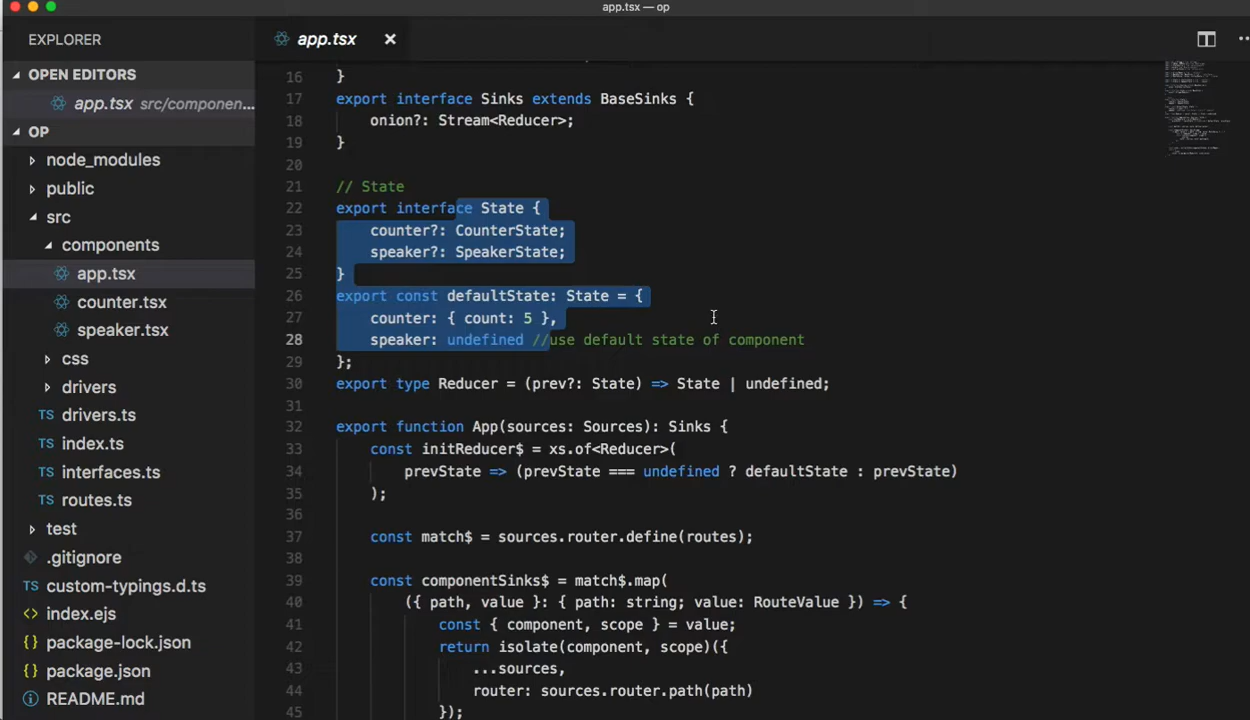 app.tsx — op
EXPLORER
OPEN EDITORS
app.tsx src/componen...
OP
node_modules
public
src
components
app.tsx
counter.tsx
speaker.tsx
css
drivers
TS drivers.ts
TS index.ts
TS interfaces.ts
TS routes.ts
test
.gitignore
TS custom-typings.d.ts
<> index.ejs
{} package-lock.json
{} package.json
README.md
app.tsx
16 }
17 export interface Sinks extends BaseSinks {
18 onion?: Stream<Reducer>;
19 }
20
21 // State
22 export interface State {
23 counter?: CounterState;
24 speaker?: SpeakerState;
25 }
26 export const defaultState: State = {
27 counter: { count: 5 },
28 speaker: undefined //use default state of component
29 };
30 export type Reducer = (prev?: State) => State | undefined;
31
32 export function App(sources: Sources): Sinks {
33 const initReducer$ = xs.of<Reducer>(
34 prevState => (prevState === undefined ? defaultState : prevState)
35 );
36
37 const match$ = sources.router.define(routes);
38
39 const componentSinks$ = match$.map(
40 ({ path, value }: { path: string; value: RouteValue }) => {
41 const { component, scope } = value;
42 return isolate(component, scope)({
43 ...sources,
44 router: sources.router.path(path)
45 });